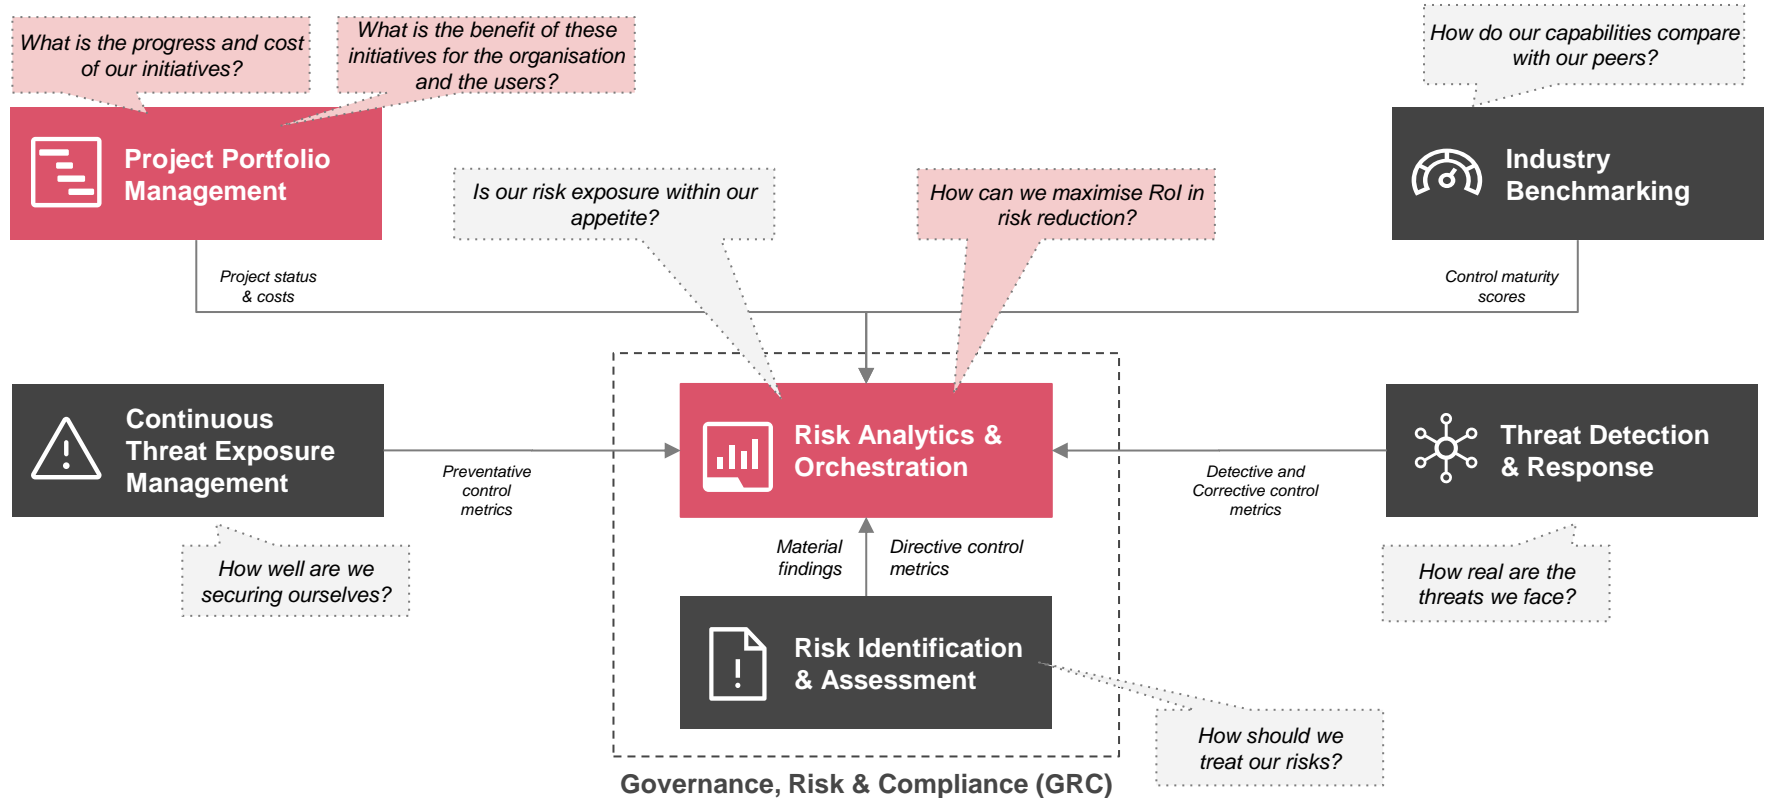 What is the progress and cost
of our initiatives?
What is the benefit of these
initiatives for the organisation
and the users?
How do our capabilities compare
with our peers?
Project Portfolio
Management
Industry
Benchmarking
Is our risk exposure within our
appetite?
How can we maximise RoI in
risk reduction?
Project status
& costs
Control maturity
scores
Continuous
Threat Exposure
Management
Preventative
control
metrics
Risk Analytics &
Orchestration
Detective and
Corrective control
metrics
Threat Detection
& Response
Material
findings
Directive control
metrics
How well are we
securing ourselves?
How real are the
threats we face?
Risk Identification
& Assessment
How should we
treat our risks?
Governance, Risk & Compliance (GRC)